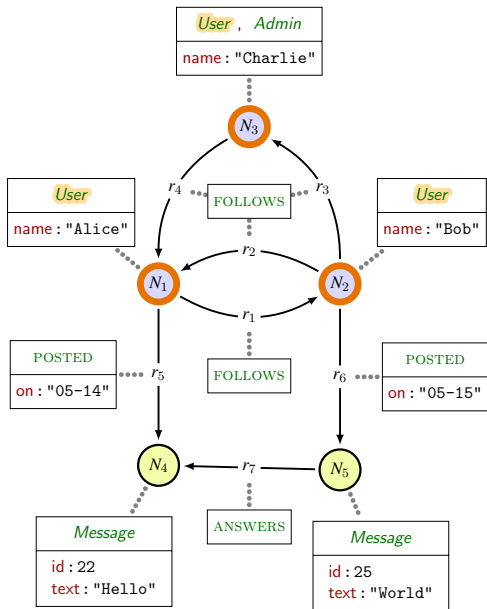 User , Admin
name : "Charlie"
N3
r4
r3
FOLLOWS
User
name : "Alice"
User
name : "Bob"
r2
N1
N2
r1
POSTED
on : "05-14"
FOLLOWS
POSTED
on : "05-15"
r5
r6
N4
r7
N5
ANSWERS
Message
id : 22
text : "Hello"
Message
id : 25
text : "World"